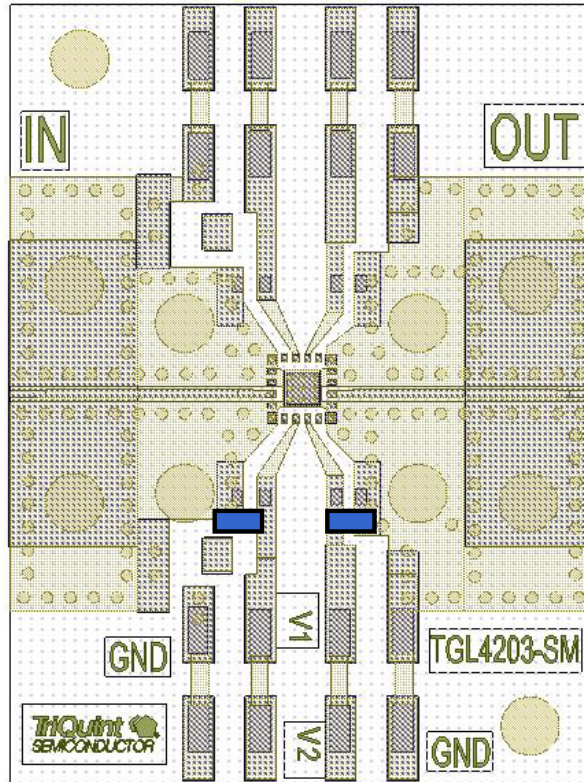 IN
OUT
V1
GND
TGL4203-SM
TriQuint
SEMICONDUCTOR
V2
GND